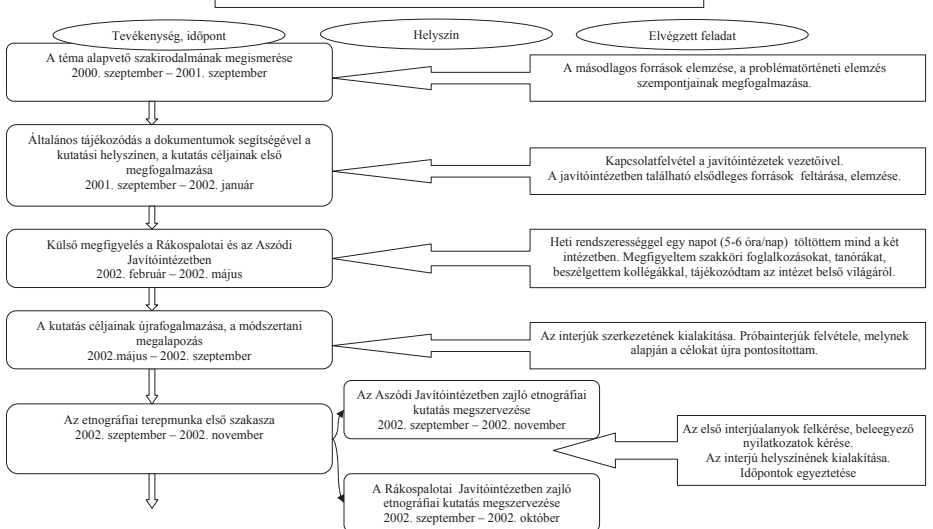 Tevékenység, időpont
Helyszín
Elvégzett feladat
A téma alapvető szakirodalmának megismerése
2000. szeptember – 2001. szeptember
A másodlagos források elemzése, a problématörténeti elemzés
szempontjainak megfogalmazása.
Általános tájékozódás a dokumentumok segítségével a
kutatási helyszínen, a kutatás céljainak első
megfogalmazása
2001. szeptember – 2002. január
Kapcsolatfelvétel a javítóintézetek vezetőivel.
A javítóintézetben található elsődleges források feltárása, elemzése.
Külső megfigyelés a Rákospalotai és az Aszódi
Javítóintézetben
2002. február – 2002. május
Heti rendszerességgel egy napot (5-6 óra/nap) töltöttem mind a két
intézetben. Megfigyeltem szakköri foglalkozásokat, tanórákat,
beszélgettem kollégákkal, tájékozódtam az intézet belső világáról.
A kutatás céljainak újrafogalmazása, a módszertani
megalapozás
2002.május – 2002. szeptember
Az interjúk szerkezetének kialakítása. Próbainterjúk felvétele, melynek
alapján a célokat újra pontosítottam.
Az etnográfiai terepmunka első szakasza
2002. szeptember – 2002. november
Az Aszódi Javítóintézetben zajló etnográfiai
kutatás megszervezése
2002. szeptember – 2002. november
A Rákospalotai Javítóintézetben zajló
etnográfiai kutatás megszervezése
2002. szeptember – 2002. október
Az első interjúalanyok felkérése, beleegyező
nyilatkozatok kérése.
Az interjú helyszínének kialakítása.
Időpontok egyeztetése